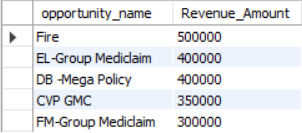 opportunity_name Revenue_Amount
Fire 500000
EL-Group Mediclaim 400000
DB -Mega Policy 400000
CVP GMC 350000
FM-Group Mediclaim 300000